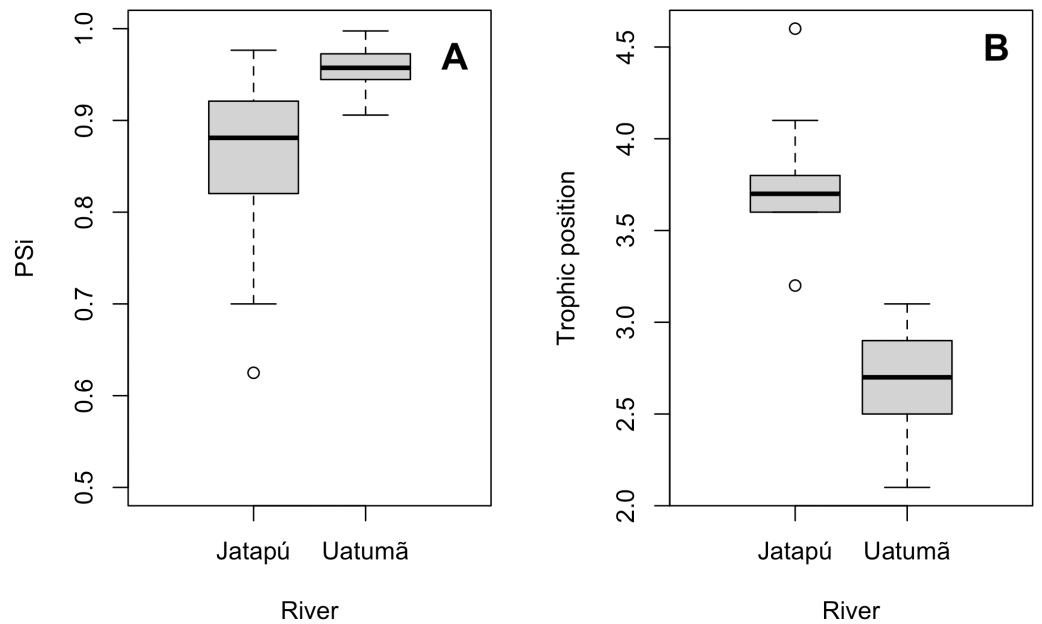 A
1.0
0.9
0.8
0.7
0.6
0.5
PSi
Jatapú Uatumã
River
B
4.5
4.0
3.5
3.0
2.5
2.0
Trophic position
Jatapú Uatumã
River